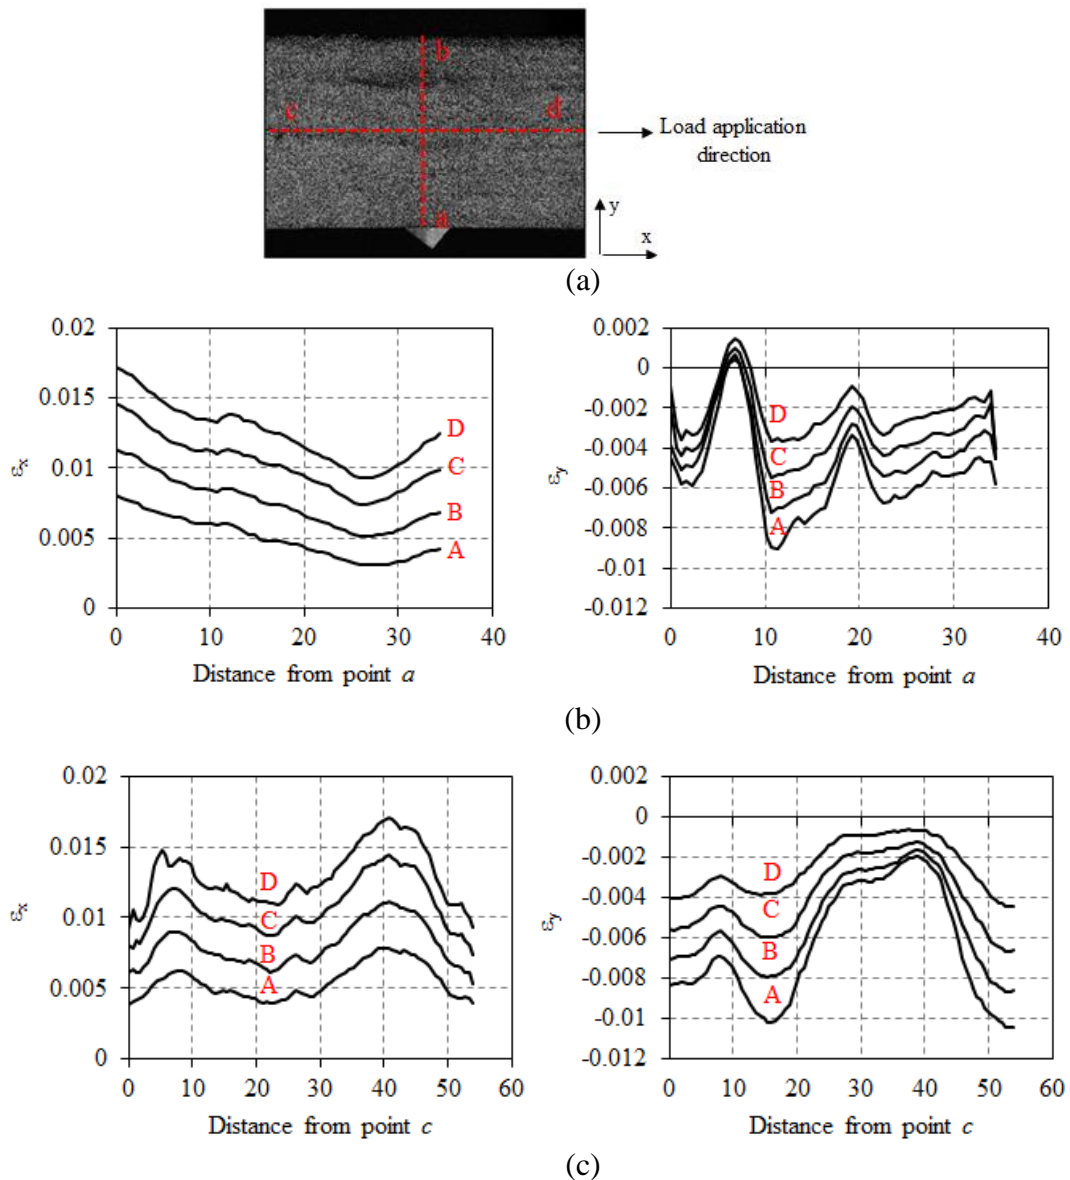 b
c
d
a
Load application
direction
y
x
(a)
0.02
0.015
0.01
0.005
0
εx
D
C
B
A
0 10 20 30 40
Distance from point a
0.002
0
-0.002
-0.004
-0.006
-0.008
-0.01
-0.012
εy
D
C
B
A
0 10 20 30 40
Distance from point a
(b)
0.02
0.015
0.01
0.005
0
εx
D
C
B
A
0 10 20 30 40 50 60
Distance from point c
0.002
0
-0.002
-0.004
-0.006
-0.008
-0.01
-0.012
εy
D
C
B
A
0 10 20 30 40 50 60
Distance from point c
(c)